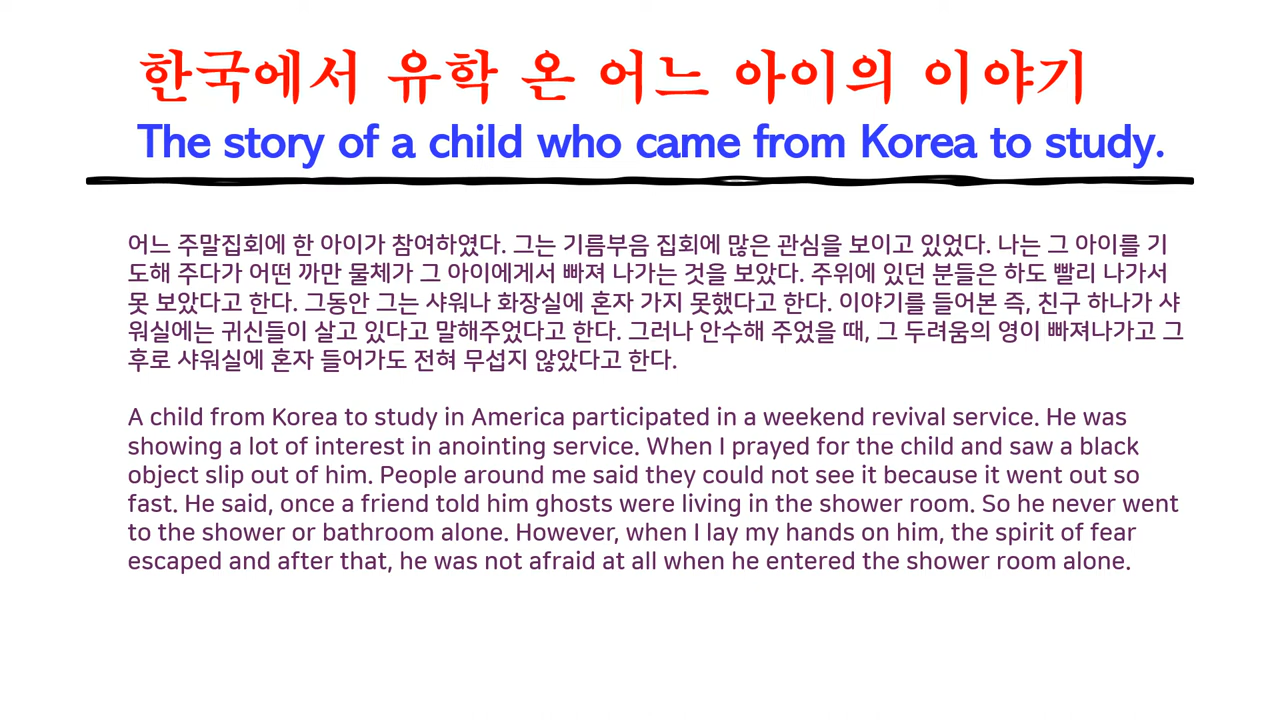 한국에서 유학 온 어느 아이의 이야기
The story of a child who came from Korea to study.
어느 주말집회에 한 아이가 참여하였다. 그는 기름부음 집회에 많은 관심을 보이고 있었다. 나는 그 아이를 기
도해 주다가 어떤 까만 물체가 그 아이에게서 빠져 나가는 것을 보았다. 주위에 있던 분들은 하도 빨리 나가서
못 보았다고 한다. 그동안 그는 샤워나 화장실에 혼자 가지 못했다고 한다. 이야기를 들어본 즉, 친구 하나가 샤
워실에는 귀신들이 살고 있다고 말해주었다고 한다. 그러나 안수해 주었을 때, 그 두려움의 영이 빠져나가고 그
후로 샤워실에 혼자 들어가도 전혀 무섭지 않았다고 한다.
A child from Korea to study in America participated in a weekend revival service. He was
showing a lot of interest in anointing service. When I prayed for the child and saw a black
object slip out of him. People around me said they could not see it because it went out so
fast. He said, once a friend told him ghosts were living in the shower room. So he never went
to the shower or bathroom alone. However, when I lay my hands on him, the spirit of fear
escaped and after that, he was not afraid at all when he entered the shower room alone.